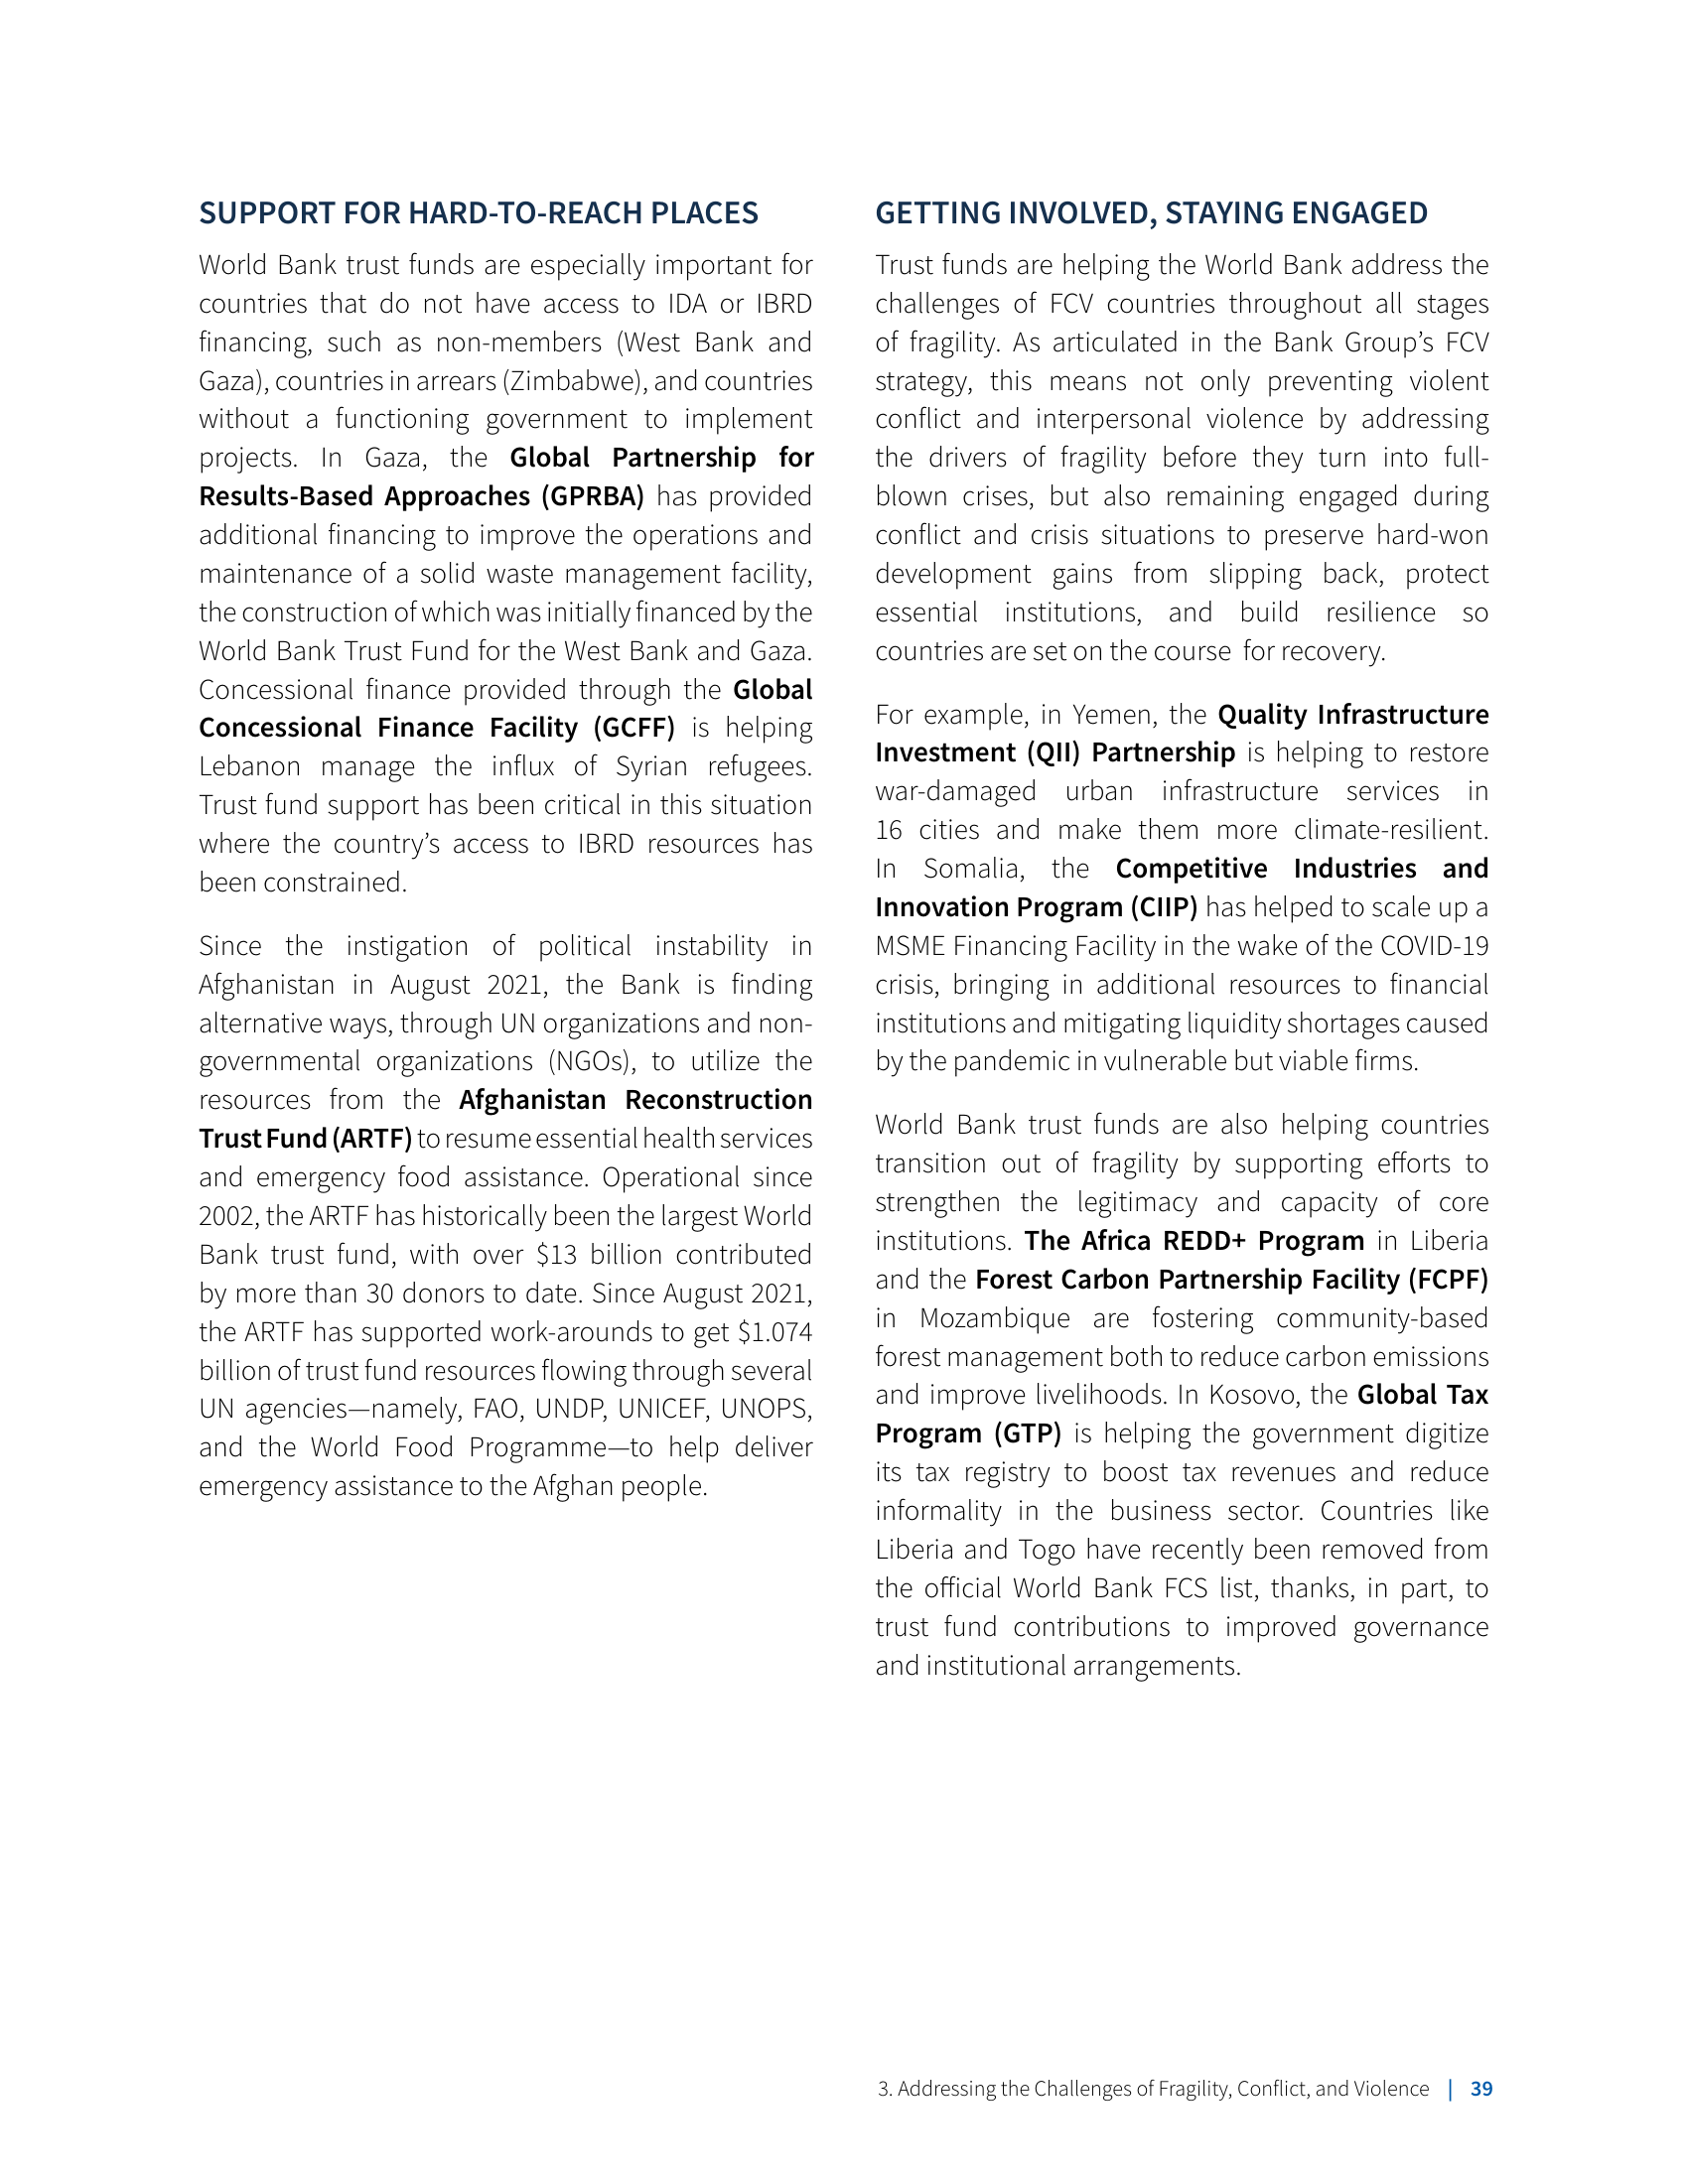 SUPPORT FOR HARD-TO-REACH PLACES
World Bank trust funds are especially important for
countries that do not have access to IDA or IBRD
financing, such as non-members (West Bank and
Gaza), countries in arrears (Zimbabwe), and countries
without a functioning government to implement
projects. In Gaza, the Global Partnership for
Results-Based Approaches (GPRBA) has provided
additional financing to improve the operations and
maintenance of a solid waste management facility,
the construction of which was initially financed by the
World Bank Trust Fund for the West Bank and Gaza.
Concessional finance provided through the Global
Concessional Finance Facility (GCFF) is helping
Lebanon manage the influx of Syrian refugees.
Trust fund support has been critical in this situation
where the country’s access to IBRD resources has
been constrained.
Since the instigation of political instability in
Afghanistan in August 2021, the Bank is finding
alternative ways, through UN organizations and non-
governmental organizations (NGOs), to utilize the
resources from the Afghanistan Reconstruction
Trust Fund (ARTF) to resume essential health services
and emergency food assistance. Operational since
2002, the ARTF has historically been the largest World
Bank trust fund, with over $13 billion contributed
by more than 30 donors to date. Since August 2021,
the ARTF has supported work-arounds to get $1.074
billion of trust fund resources flowing through several
UN agencies—namely, FAO, UNDP, UNICEF, UNOPS,
and the World Food Programme—to help deliver
emergency assistance to the Afghan people.
GETTING INVOLVED, STAYING ENGAGED
Trust funds are helping the World Bank address the
challenges of FCV countries throughout all stages
of fragility. As articulated in the Bank Group’s FCV
strategy, this means not only preventing violent
conflict and interpersonal violence by addressing
the drivers of fragility before they turn into full-
blown crises, but also remaining engaged during
conflict and crisis situations to preserve hard-won
development gains from slipping back, protect
essential institutions, and build resilience so
countries are set on the course for recovery.
For example, in Yemen, the Quality Infrastructure
Investment (QII) Partnership is helping to restore
war-damaged urban infrastructure services in
16 cities and make them more climate-resilient.
In Somalia, the Competitive Industries and
Innovation Program (CIIP) has helped to scale up a
MSME Financing Facility in the wake of the COVID-19
crisis, bringing in additional resources to financial
institutions and mitigating liquidity shortages caused
by the pandemic in vulnerable but viable firms.
World Bank trust funds are also helping countries
transition out of fragility by supporting efforts to
strengthen the legitimacy and capacity of core
institutions. The Africa REDD+ Program in Liberia
and the Forest Carbon Partnership Facility (FCPF)
in Mozambique are fostering community-based
forest management both to reduce carbon emissions
and improve livelihoods. In Kosovo, the Global Tax
Program (GTP) is helping the government digitize
its tax registry to boost tax revenues and reduce
informality in the business sector. Countries like
Liberia and Togo have recently been removed from
the official World Bank FCS list, thanks, in part, to
trust fund contributions to improved governance
and institutional arrangements.
3. Addressing the Challenges of Fragility, Conflict, and Violence | 39